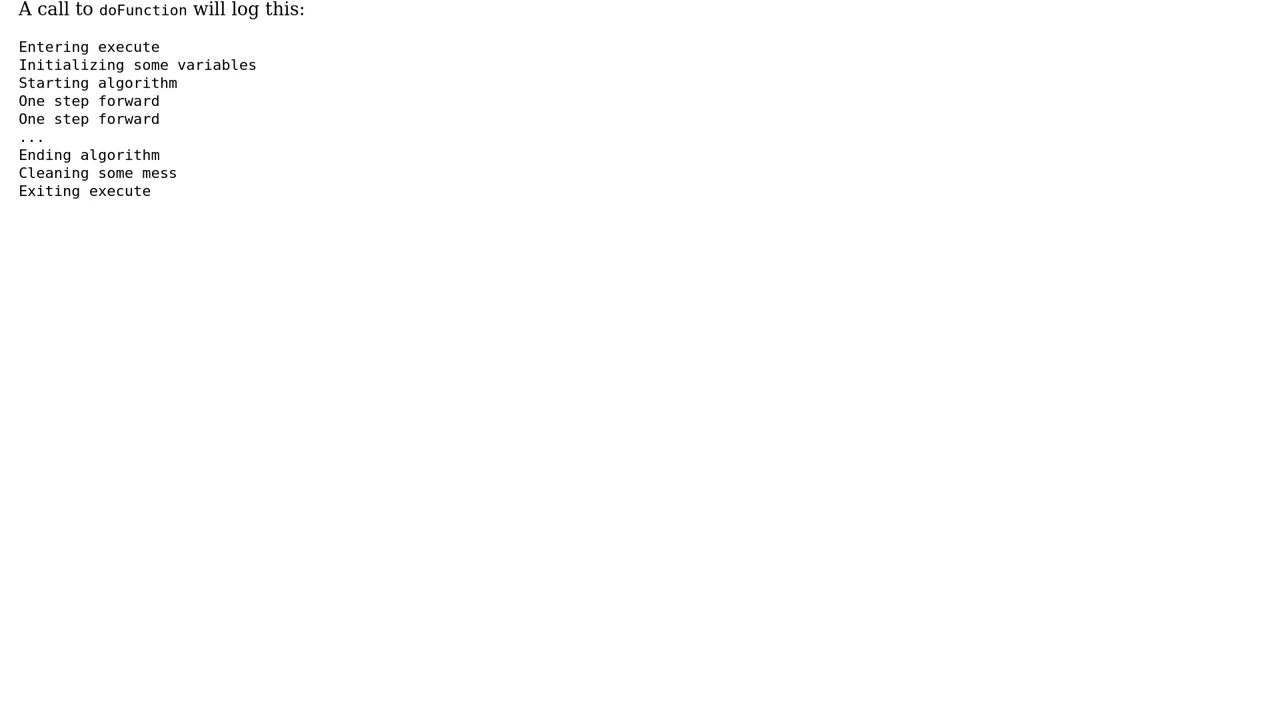 A call to doFunction will log this:
Entering execute
Initializing some variables
Starting algorithm
One step forward
One step forward
...
Ending algorithm
Cleaning some mess
Exiting execute